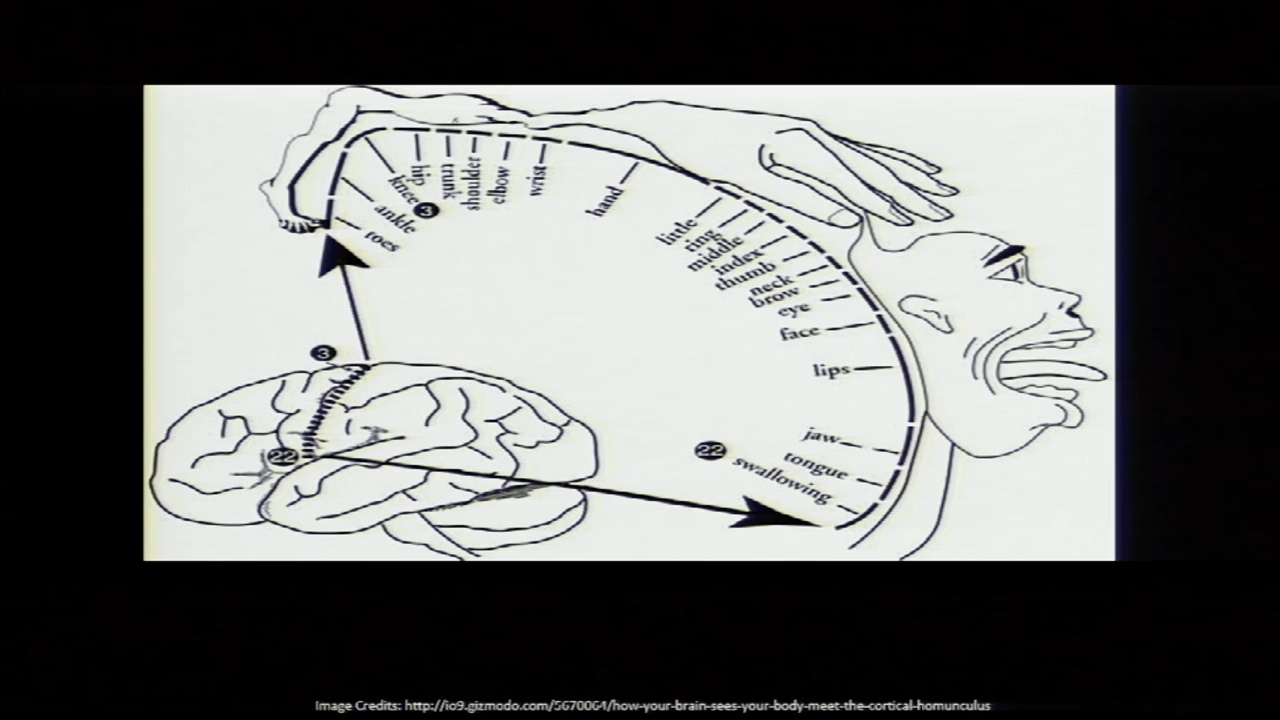 toes
ankle
knee
hip
trunk
shoulder
elbow
wrist
hand
little
ring
middle
index
thumb
neck
brow
eye
face
lips
jaw
tongue
swallowing
3
22
3
22
Image Credits: http://io9.gizmodo.com/5670064/how-your-brain-sees-your-body-meet-the-cortical-homunculus